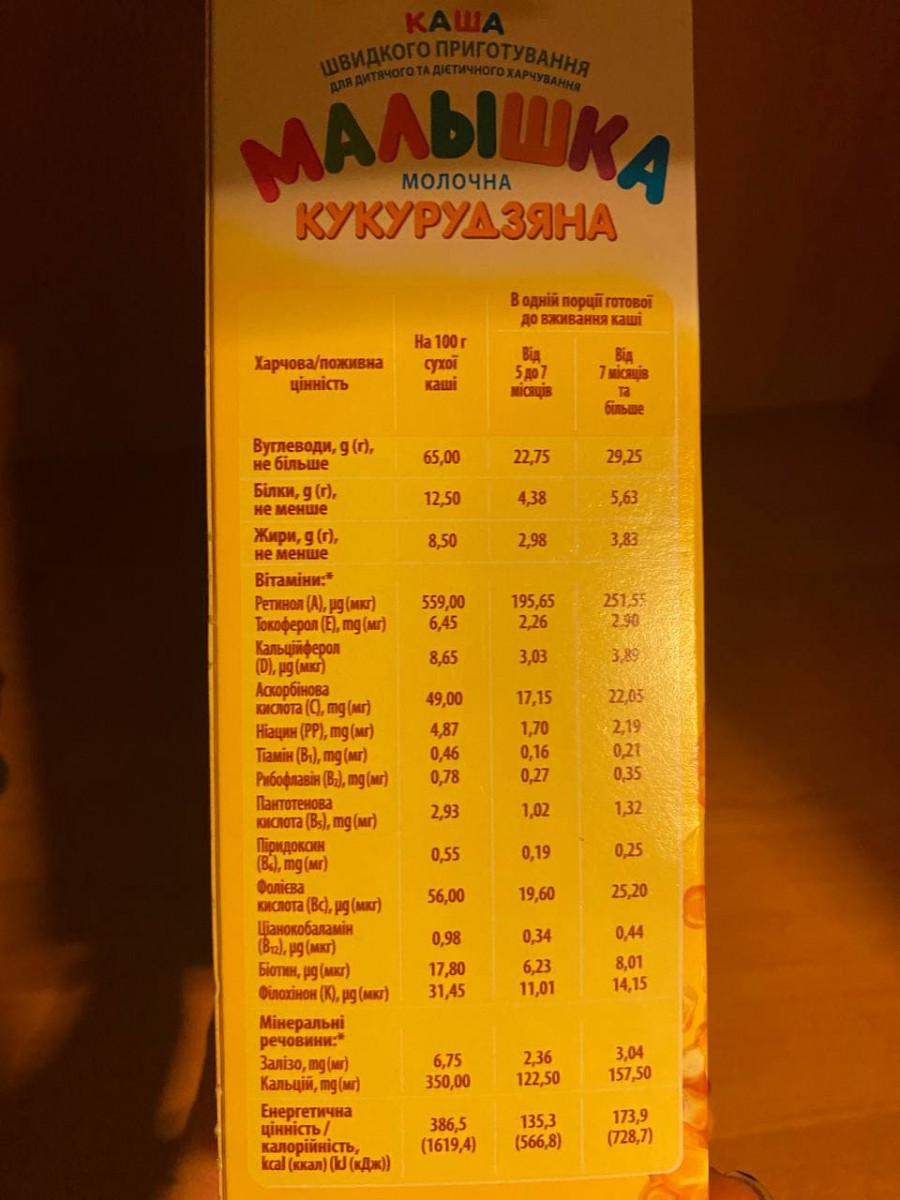 КАША
ШВИДКОГО ПРИГОТУВАННЯ
ДЛЯ ДИТЯЧОГО ТА ДІЄТИЧНОГО ХАРЧУВАННЯ
МАЛЫШКА
МОЛОЧНА
КУКУРУДЗЯНА
В одній порції готової
до вживання каші
Харчова/поживна
цінність
На 100 г
сухої
каші
Від
5 до 7
місяців
Від
7 місяців
та
більше
Вуглеводи, g (г),
не більше 65,00 22,75 29,25
Білки, g (г),
не менше 12,50 4,38 5,63
Жири, g (г),
не менше 8,50 2,98 3,83
Вітаміни:*
Ретинол (А), µg (мкг) 559,00 195,65 251,55
Токоферол (Е), mg (мг) 6,45 2,26 2.90
Кальційферол
(D), µg (мкг) 8,65 3,03 3,89
Аскорбінова
кислота (С), mg (мг) 49,00 17,15 22,05
Ніацин (РР), mg (мг) 4,87 1,70 2,19
Тіамін (В₁), mg (мг) 0,46 0,16 0,21
Рибофлавін (В₂), mg (мг) 0,78 0,27 0,35
Пантотенова
кислота (В₅), mg (мг) 2,93 1,02 1,32
Піридоксин
(В₆), mg (мг) 0,55 0,19 0,25
Фолієва
кислота (Вс), µg (мкг) 56,00 19,60 25,20
Ціанокобаламін
(В₁₂), µg (мкг) 0,98 0,34 0,44
Біотин, µg (мкг) 17,80 6,23 8,01
Філохінон (К), µg (мкг) 31,45 11,01 14,15
Мінеральні
речовини:*
Залізо, mg (мг) 6,75 2,36 3,04
Кальцій, mg (мг) 350,00 122,50 157,50
Енергетична
цінність /
калорійність,
kcal (ккал) (kJ (кДж))
386,5
(1619,4)
135,3
(566,8)
173,9
(728,7)